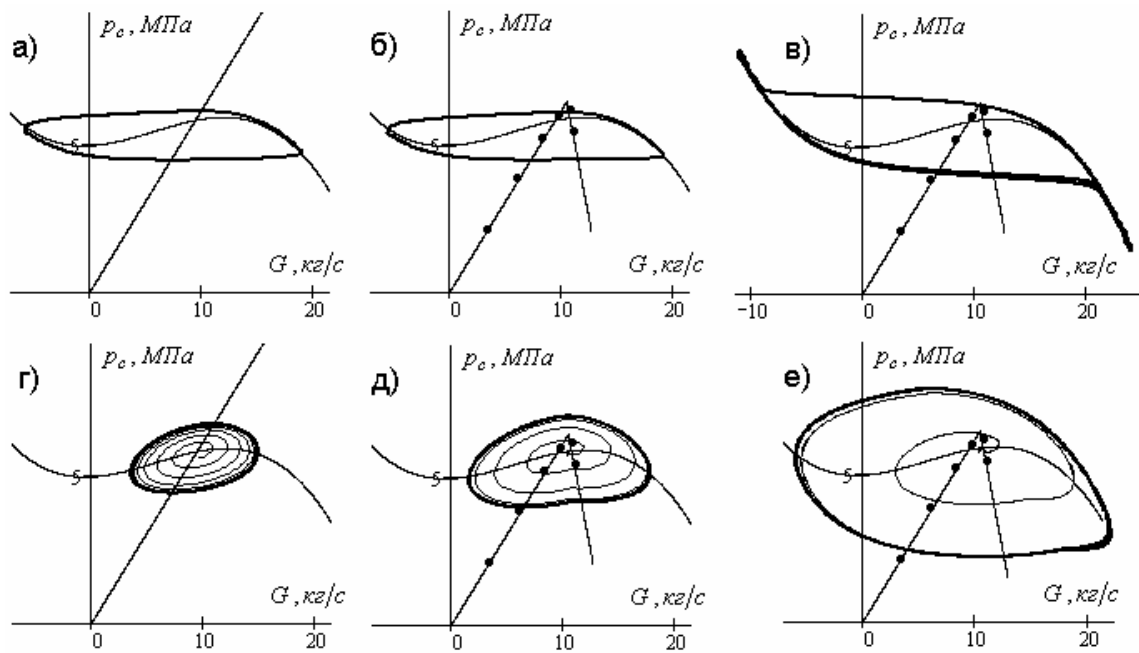 а) p_c, МПа
5
G, кг/с
0 10 20
б) p_c, МПа
5
G, кг/с
0 10 20
в) p_c, МПа
5
G, кг/с
-10 0 10 20
г) p_c, МПа
5
G, кг/с
0 10 20
д) p_c, МПа
5
G, кг/с
0 10 20
е) p_c, МПа
5
G, кг/с
0 10 20